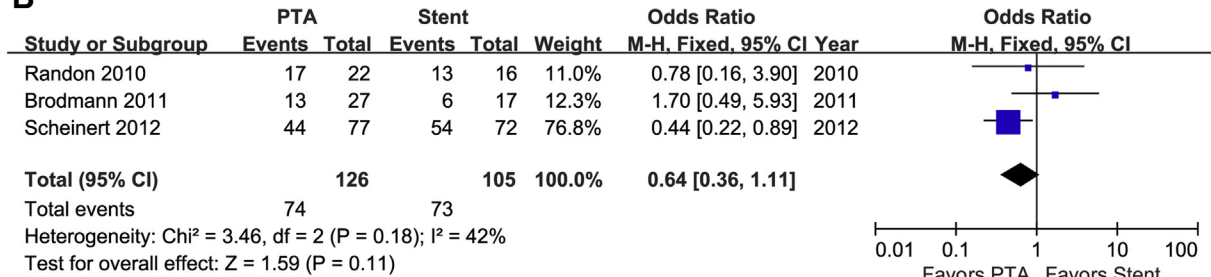 B
PTA Stent Odds Ratio Odds Ratio
Study or Subgroup Events Total Events Total Weight M-H, Fixed, 95% CI Year M-H, Fixed, 95% CI
Randon 2010 17 22 13 16 11.0% 0.78 [0.16, 3.90] 2010
Brodmann 2011 13 27 6 17 12.3% 1.70 [0.49, 5.93] 2011
Scheinert 2012 44 77 54 72 76.8% 0.44 [0.22, 0.89] 2012
Total (95% CI) 126 105 100.0% 0.64 [0.36, 1.11]
Total events 74 73
Heterogeneity: Chi² = 3.46, df = 2 (P = 0.18); I² = 42%
Test for overall effect: Z = 1.59 (P = 0.11)
0.01 0.1 1 10 100
Favors PTA Favors Stent